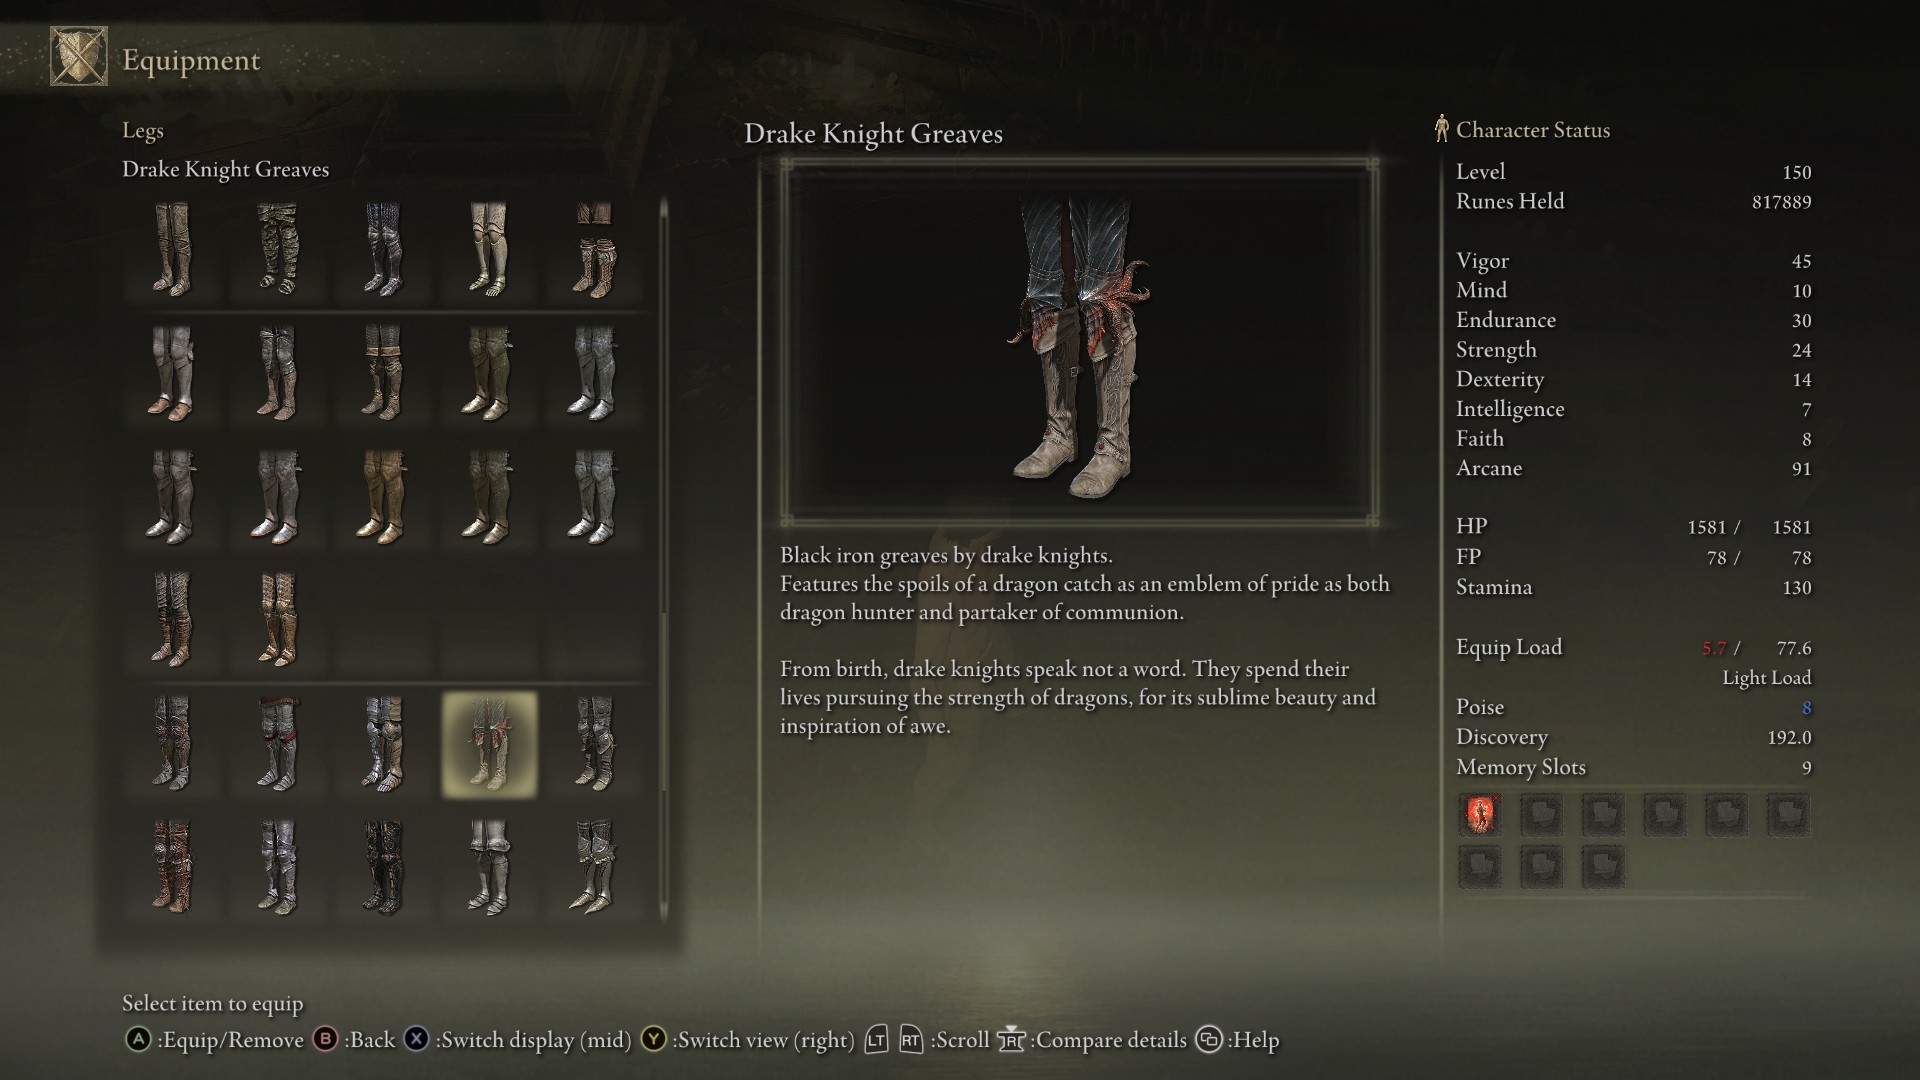 Equipment
Legs
Drake Knight Greaves
Drake Knight Greaves
Black iron greaves by drake knights.
Features the spoils of a dragon catch as an emblem of pride as both
dragon hunter and partaker of communion.
From birth, drake knights speak not a word. They spend their
lives pursuing the strength of dragons, for its sublime beauty and
inspiration of awe.
Character Status
Level 150
Runes Held 817889
Vigor 45
Mind 10
Endurance 30
Strength 24
Dexterity 14
Intelligence 7
Faith 8
Arcane 91
HP 1581 / 1581
FP 78 / 78
Stamina 130
Equip Load 5.7 / 77.6
Light Load
Poise 8
Discovery 192.0
Memory Slots 9
Select item to equip
A :Equip/Remove B :Back X :Switch display (mid) Y :Switch view (right) LT RT :Scroll R :Compare details :Help